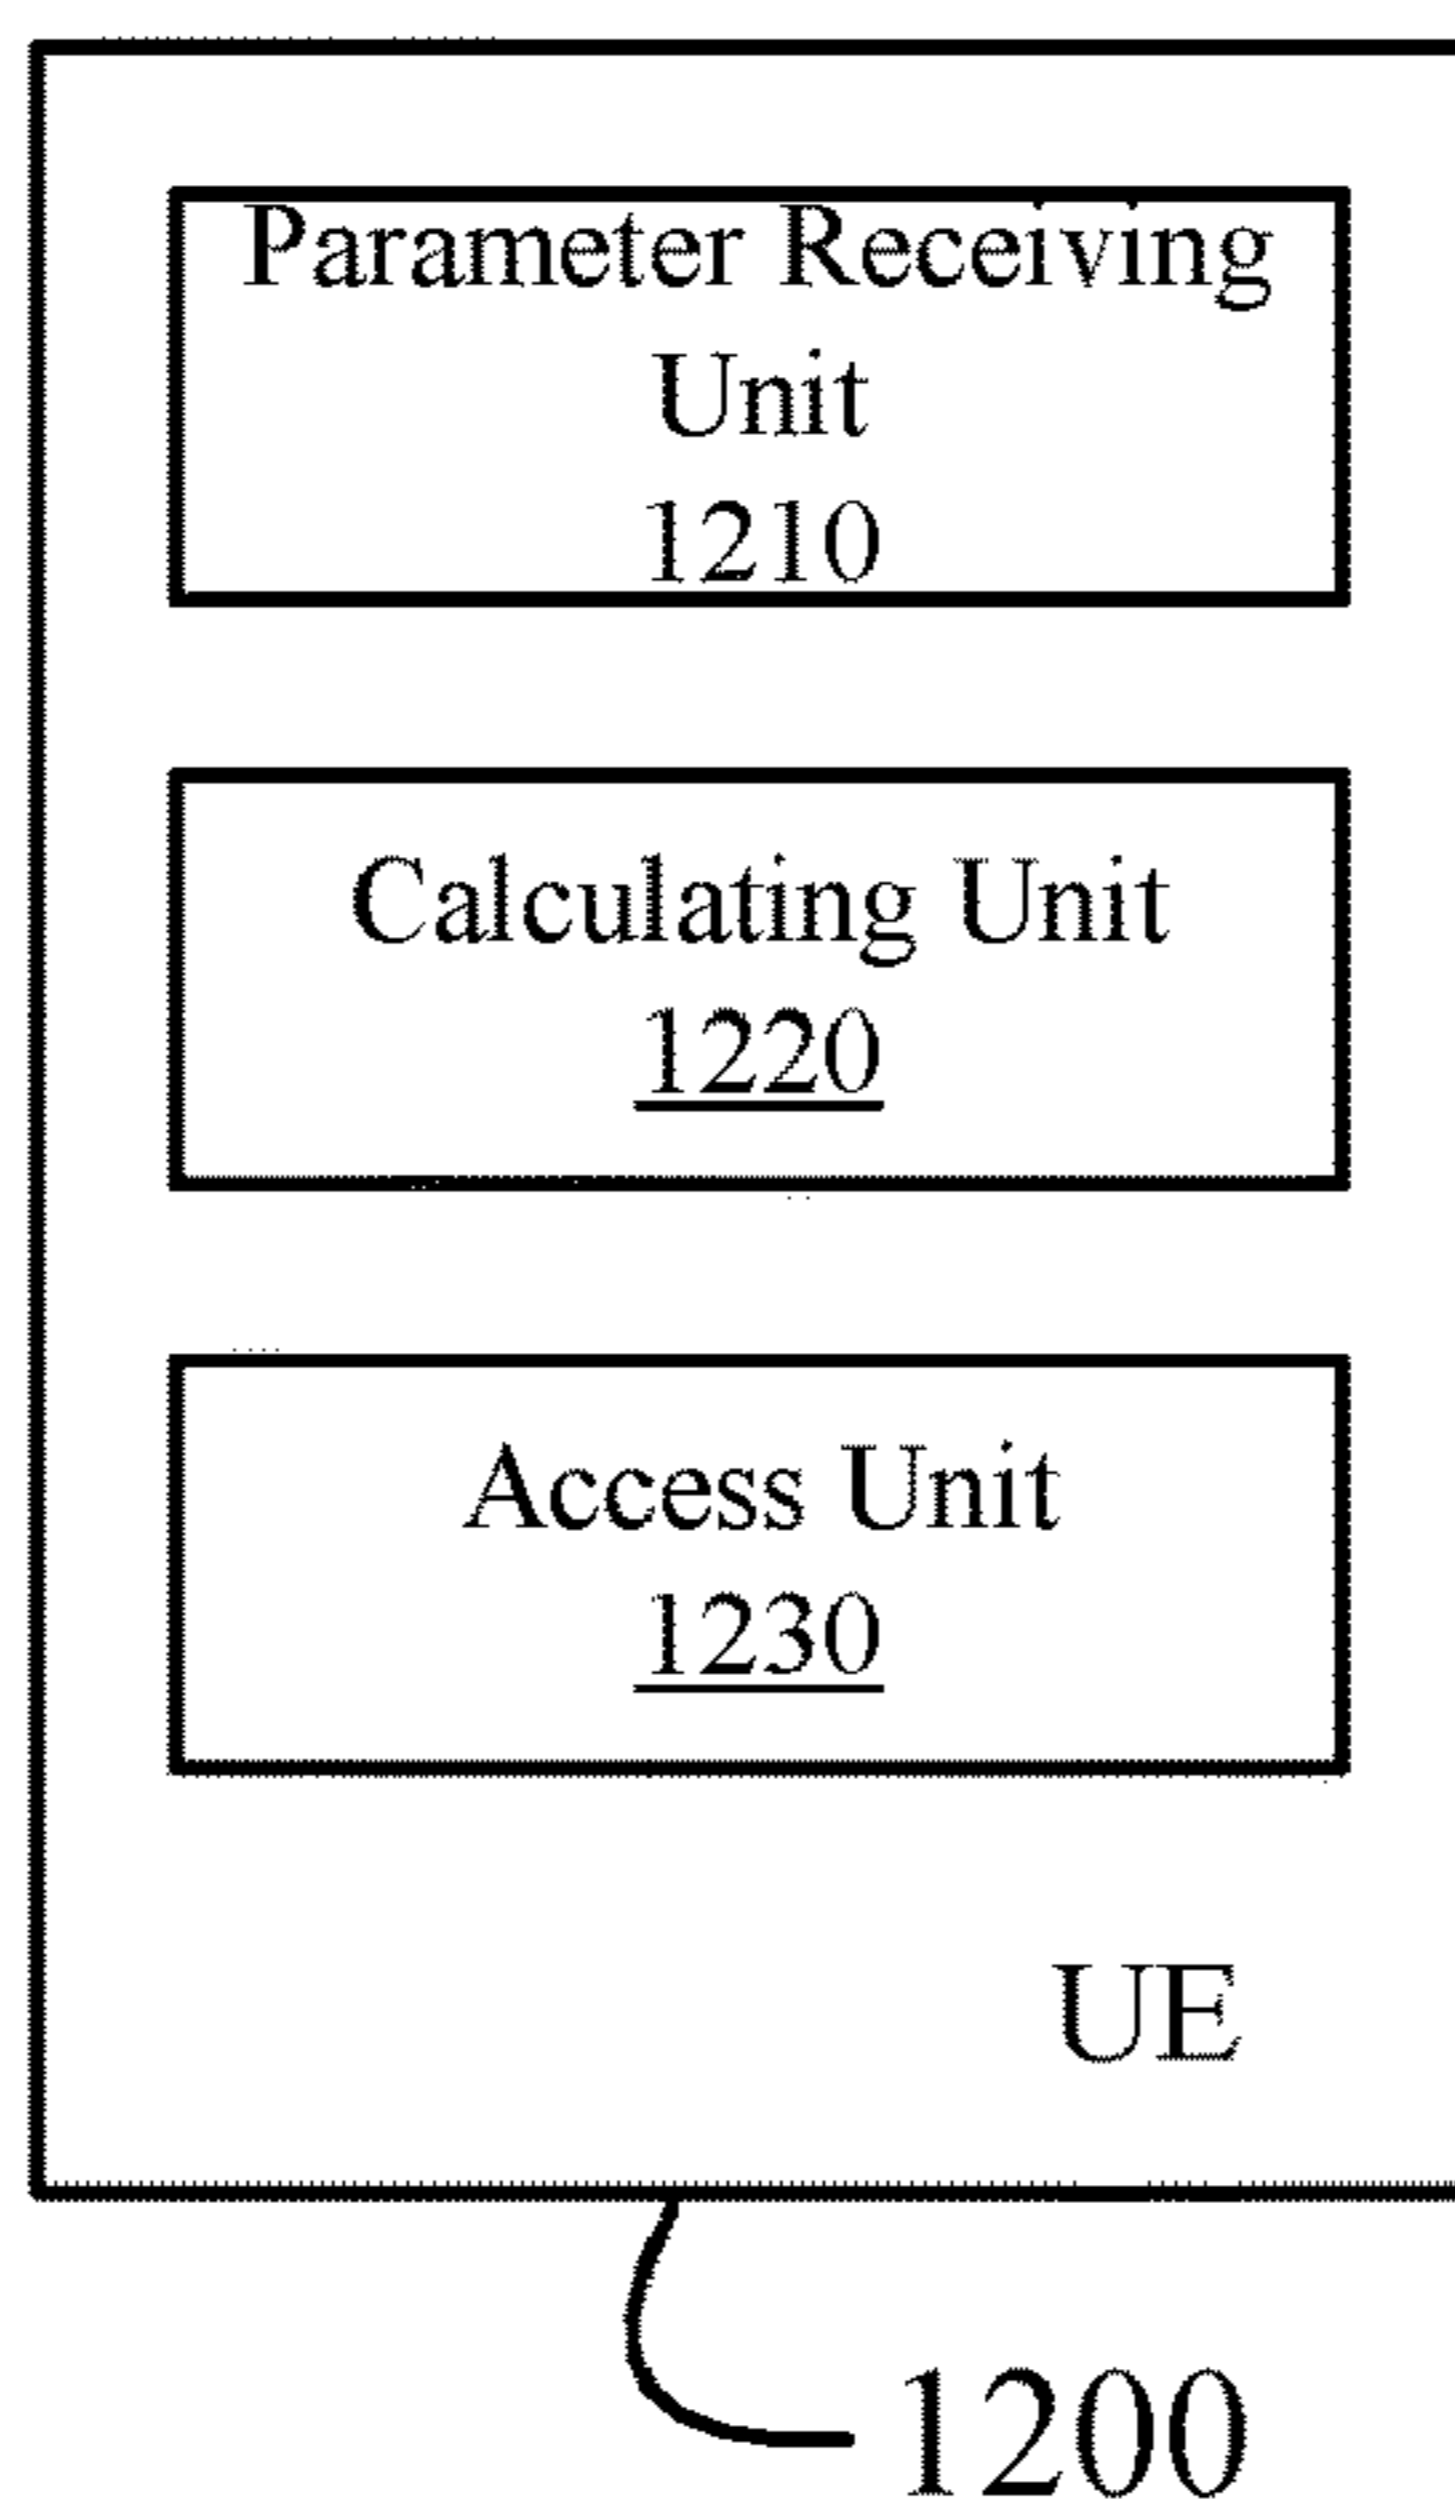 Parameter Receiving
Unit
1210
Calculating Unit
1220
Access Unit
1230
UE
1200